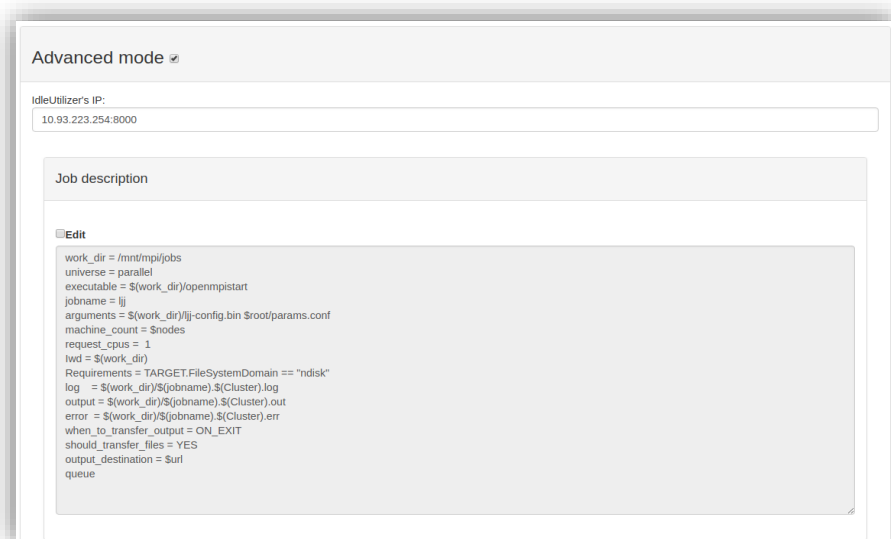 Advanced mode
IdleUtilizer's IP:
10.93.223.254:8000
Job description
Edit
work_dir = /mnt/mpi/jobs
universe = parallel
executable = $(work_dir)/openmpistart
jobname = ljj
arguments = $(work_dir)/ljj-config.bin $root/params.conf
machine_count = $nodes
request_cpus =  1
Iwd = $(work_dir)
Requirements = TARGET.FileSystemDomain == "ndisk"
log    = $(work_dir)/$(jobname).$(Cluster).log
output = $(work_dir)/$(jobname).$(Cluster).out
error  = $(work_dir)/$(jobname).$(Cluster).err
when_to_transfer_output = ON_EXIT
should_transfer_files = YES
output_destination = $url
queue